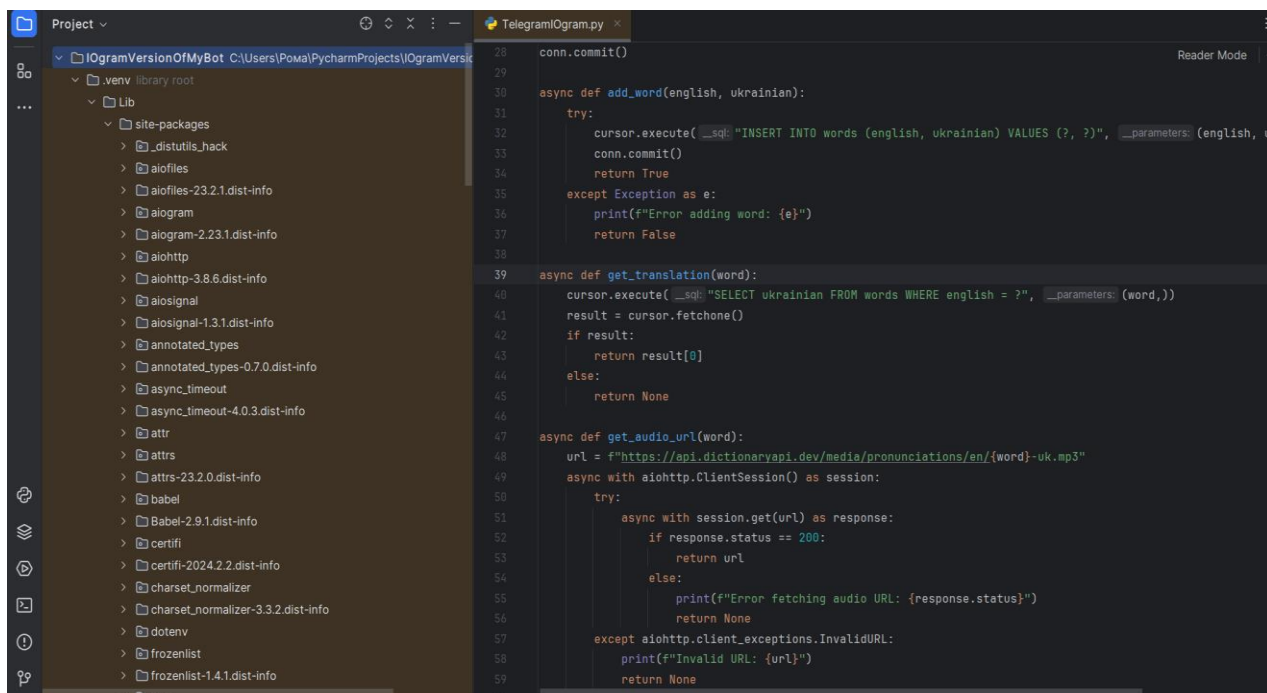 Project
TelegramIOgram.py
IOgramVersionOfMyBot C:\Users\Рома\PycharmProjects\IOgramVersic
.venv library root
Lib
site-packages
_distutils_hack
aiofiles
aiofiles-23.2.1.dist-info
aiogram
aiogram-2.23.1.dist-info
aiohttp
aiohttp-3.8.6.dist-info
aiosignal
aiosignal-1.3.1.dist-info
annotated_types
annotated_types-0.7.0.dist-info
async_timeout
async_timeout-4.0.3.dist-info
attr
attrs
attrs-23.2.0.dist-info
babel
Babel-2.9.1.dist-info
certifi
certifi-2024.2.2.dist-info
charset_normalizer
charset_normalizer-3.3.2.dist-info
dotenv
frozenlist
frozenlist-1.4.1.dist-info
Reader Mode
28 conn.commit()
29
30 async def add_word(english, ukrainian):
31 try:
32 cursor.execute( __sql: "INSERT INTO words (english, ukrainian) VALUES (?, ?)", __parameters: (english, u
33 conn.commit()
34 return True
35 except Exception as e:
36 print(f"Error adding word: {e}")
37 return False
38
39 async def get_translation(word):
40 cursor.execute( __sql: "SELECT ukrainian FROM words WHERE english = ?", __parameters: (word,))
41 result = cursor.fetchone()
42 if result:
43 return result[0]
44 else:
45 return None
46
47 async def get_audio_url(word):
48 url = f"https://api.dictionaryapi.dev/media/pronunciations/en/{word}-uk.mp3"
49 async with aiohttp.ClientSession() as session:
50 try:
51 async with session.get(url) as response:
52 if response.status == 200:
53 return url
54 else:
55 print(f"Error fetching audio URL: {response.status}")
56 return None
57 except aiohttp.client_exceptions.InvalidURL:
58 print(f"Invalid URL: {url}")
59 return None